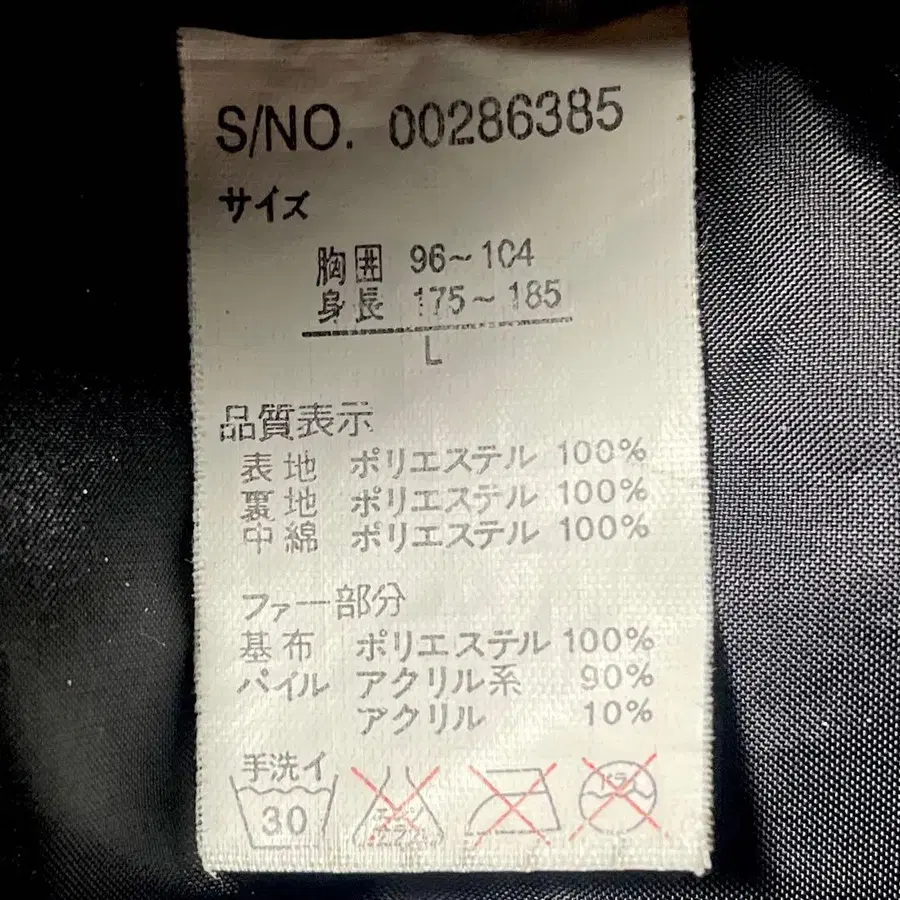 S/NO. 00286385
サイズ
胸囲 96~104
身長 175~185
L
品質表示
表地 ポリエステル 100%
裏地 ポリエステル 100%
中綿 ポリエステル 100%
ファー部分
基布 ポリエステル 100%
パイル アクリル系 90%
アクリル 10%
手洗イ
30
ドライ